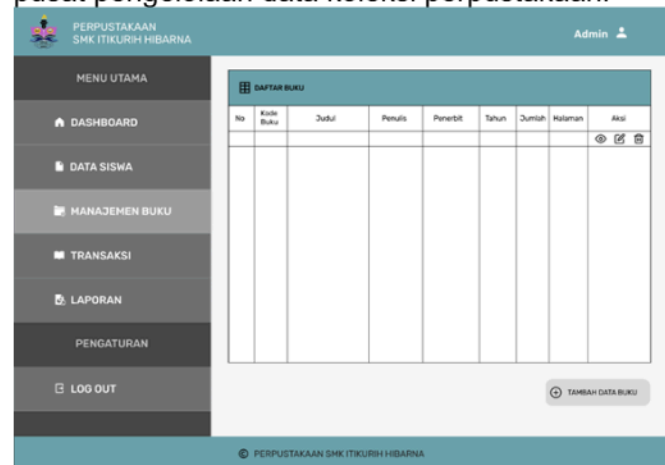 pusat pengelolaan data koleksi perpustakaan.
PERPUSTAKAAN
SMK ITIKURIH HIBARNA
Admin
MENU UTAMA
DASHBOARD
DATA SISWA
MANAJEMEN BUKU
TRANSAKSI
LAPORAN
PENGATURAN
LOG OUT
DAFTAR BUKU
No Kode Buku Judul Penulis Penerbit Tahun Jumlah Halaman Aksi
TAMBAH DATA BUKU
© PERPUSTAKAAN SMK ITIKURIH HIBARNA